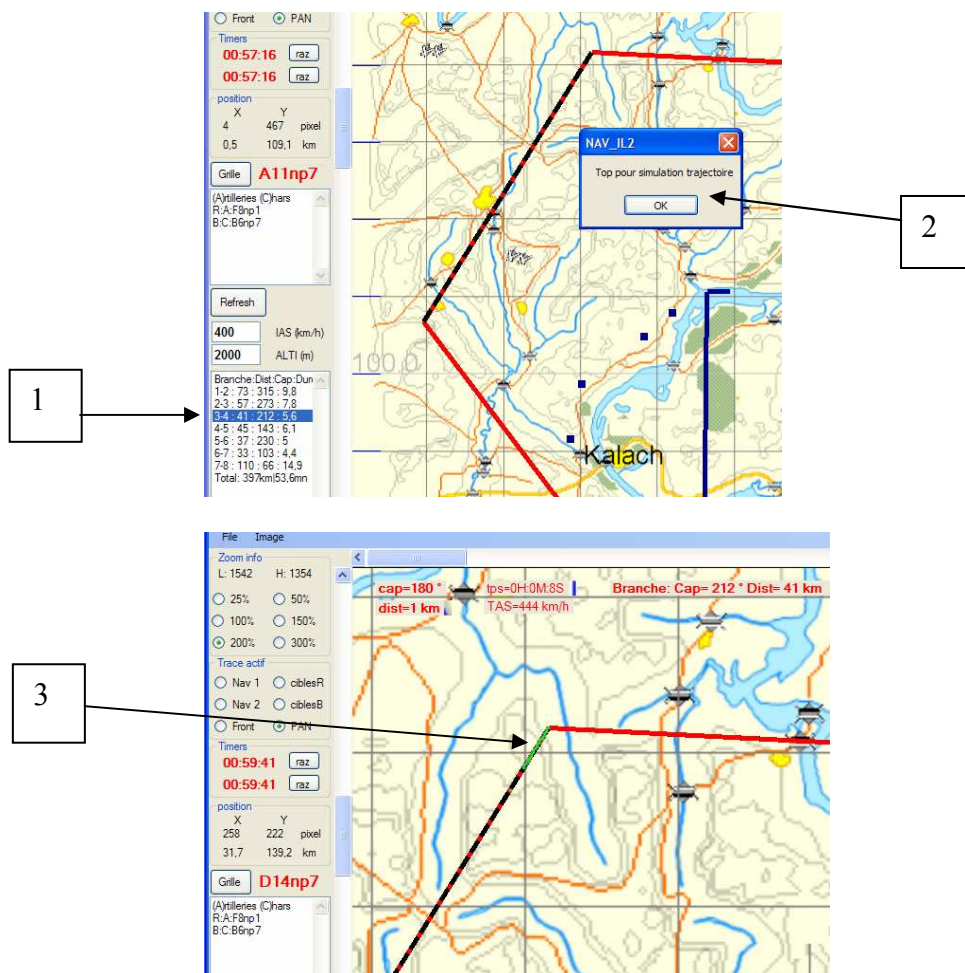 Front PAN
Timers
00:57:16 raz
00:57:16 raz
position
X Y
4 467 pixel
0,5 109,1 km
Grille A11np7
(A)rtilleries (C)hars
R:A:F8np1
B:C:B6np7
Refresh
400 IAS (km/h)
2000 ALTI (m)
Branche:Dist:Cap:Dur
1-2 : 73 : 315 : 9,8
2-3 : 57 : 273 : 7,8
3-4 : 41 : 212 : 5,6
4-5 : 45 : 143 : 6,1
5-6 : 37 : 230 : 5
6-7 : 33 : 103 : 4,4
7-8 : 110 : 66 : 14,9
Total: 397km|53,6mn
NAV_IL2
Top pour simulation trajectoire
OK
100,0
Kalach
1
2
File Image
Zoom info
L: 1542 H: 1354
25% 50%
100% 150%
200% 300%
Trace actif
Nav 1 ciblesR
Nav 2 ciblesB
Front PAN
Timers
00:59:41 raz
00:59:41 raz
position
X Y
258 222 pixel
31,7 139,2 km
Grille D14np7
(A)rtilleries (C)hars
R:A:F8np1
B:C:B6np7
cap=180 ° tps=0H:0M:8S Branche: Cap= 212 ° Dist= 41 km
dist=1 km TAS=444 km/h
3